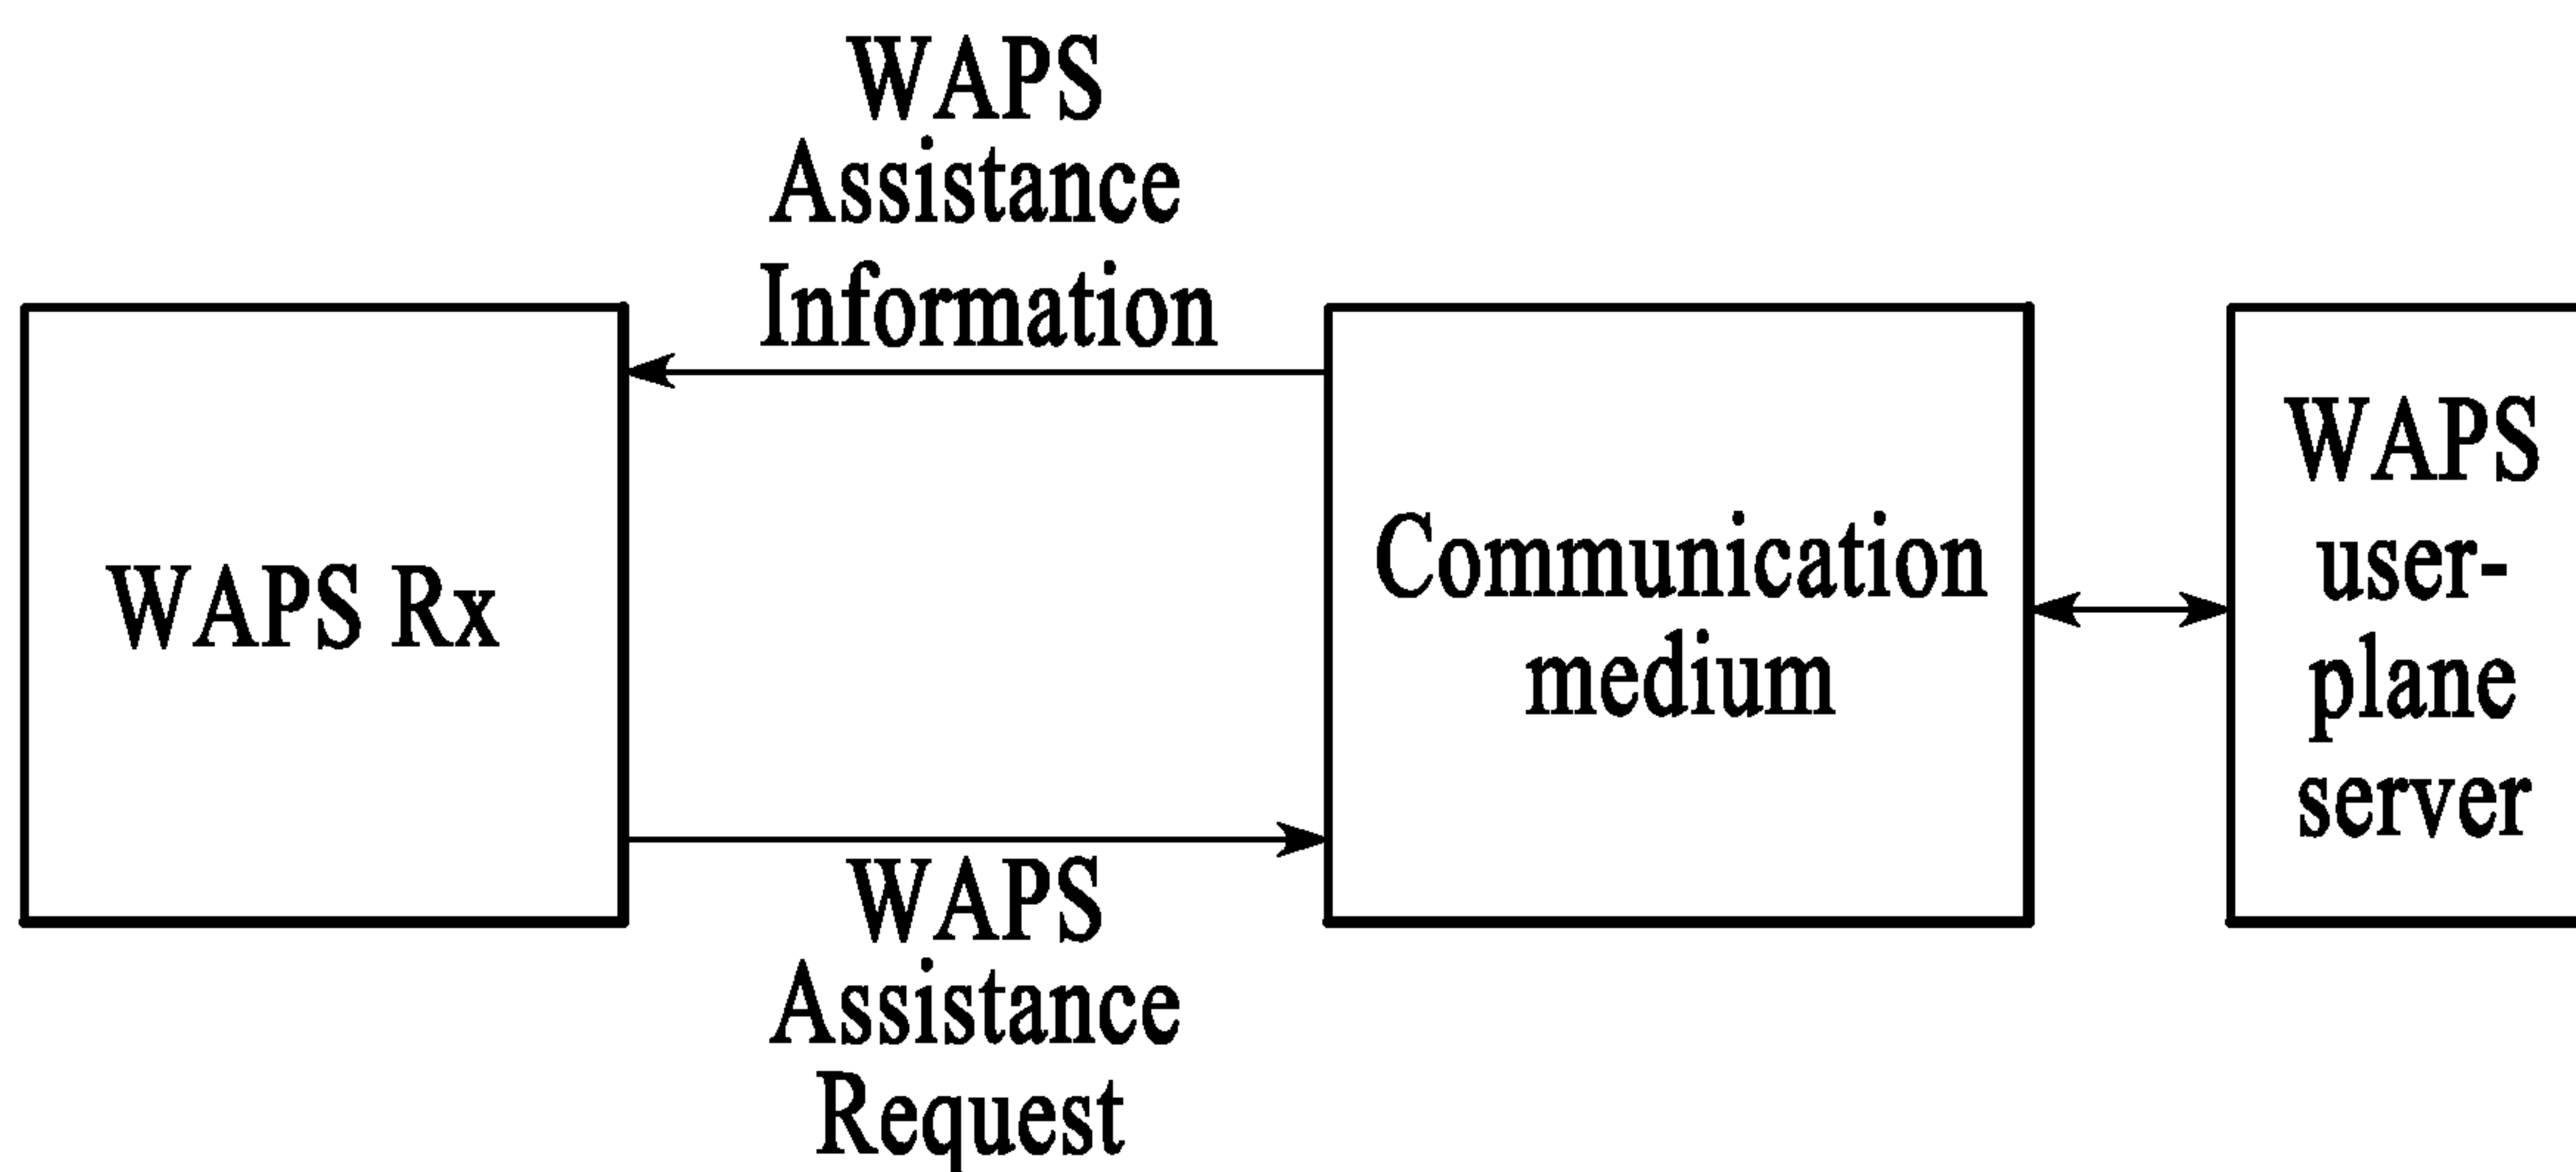 WAPS
Assistance
Information
WAPS Rx
Communication
medium
WAPS
user-
plane
server
WAPS
Assistance
Request